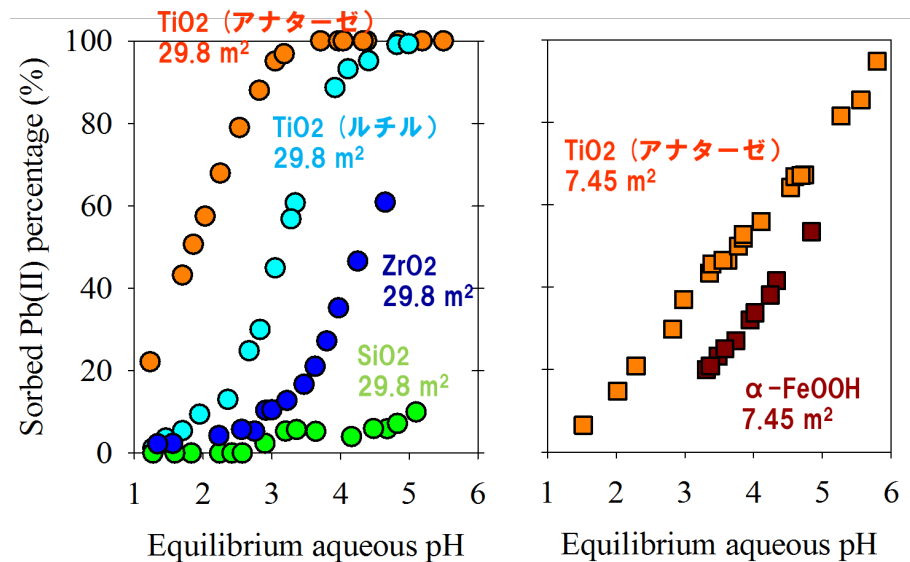 TiO2（アナターゼ）
29.8 m²
100
80
60
40
20
0
Sorbed Pb(II) percentage (%)
TiO2（ルチル）
29.8 m²
ZrO2
29.8 m²
SiO2
29.8 m²
1 2 3 4 5 6
Equilibrium aqueous pH
TiO2（アナターゼ）
7.45 m²
α-FeOOH
7.45 m²
1 2 3 4 5 6
Equilibrium aqueous pH